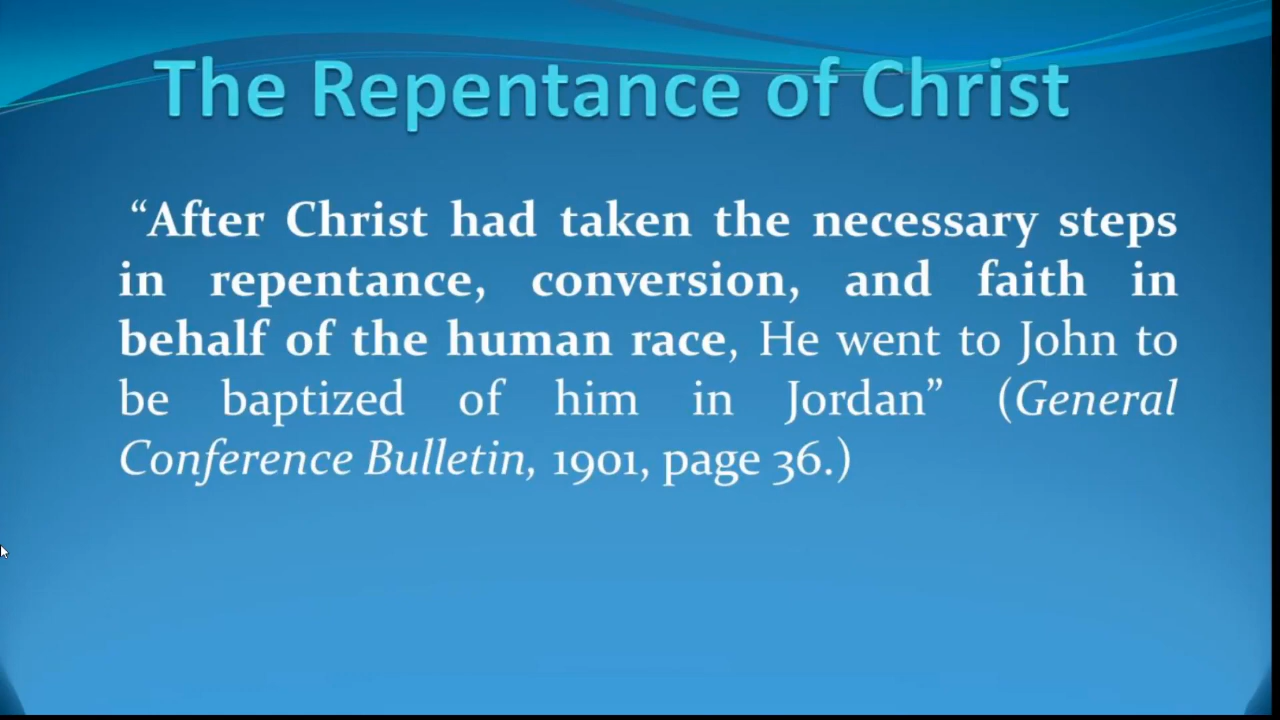 The Repentance of Christ
“After Christ had taken the necessary steps
in repentance, conversion, and faith in
behalf of the human race, He went to John to
be baptized of him in Jordan” (General
Conference Bulletin, 1901, page 36.)